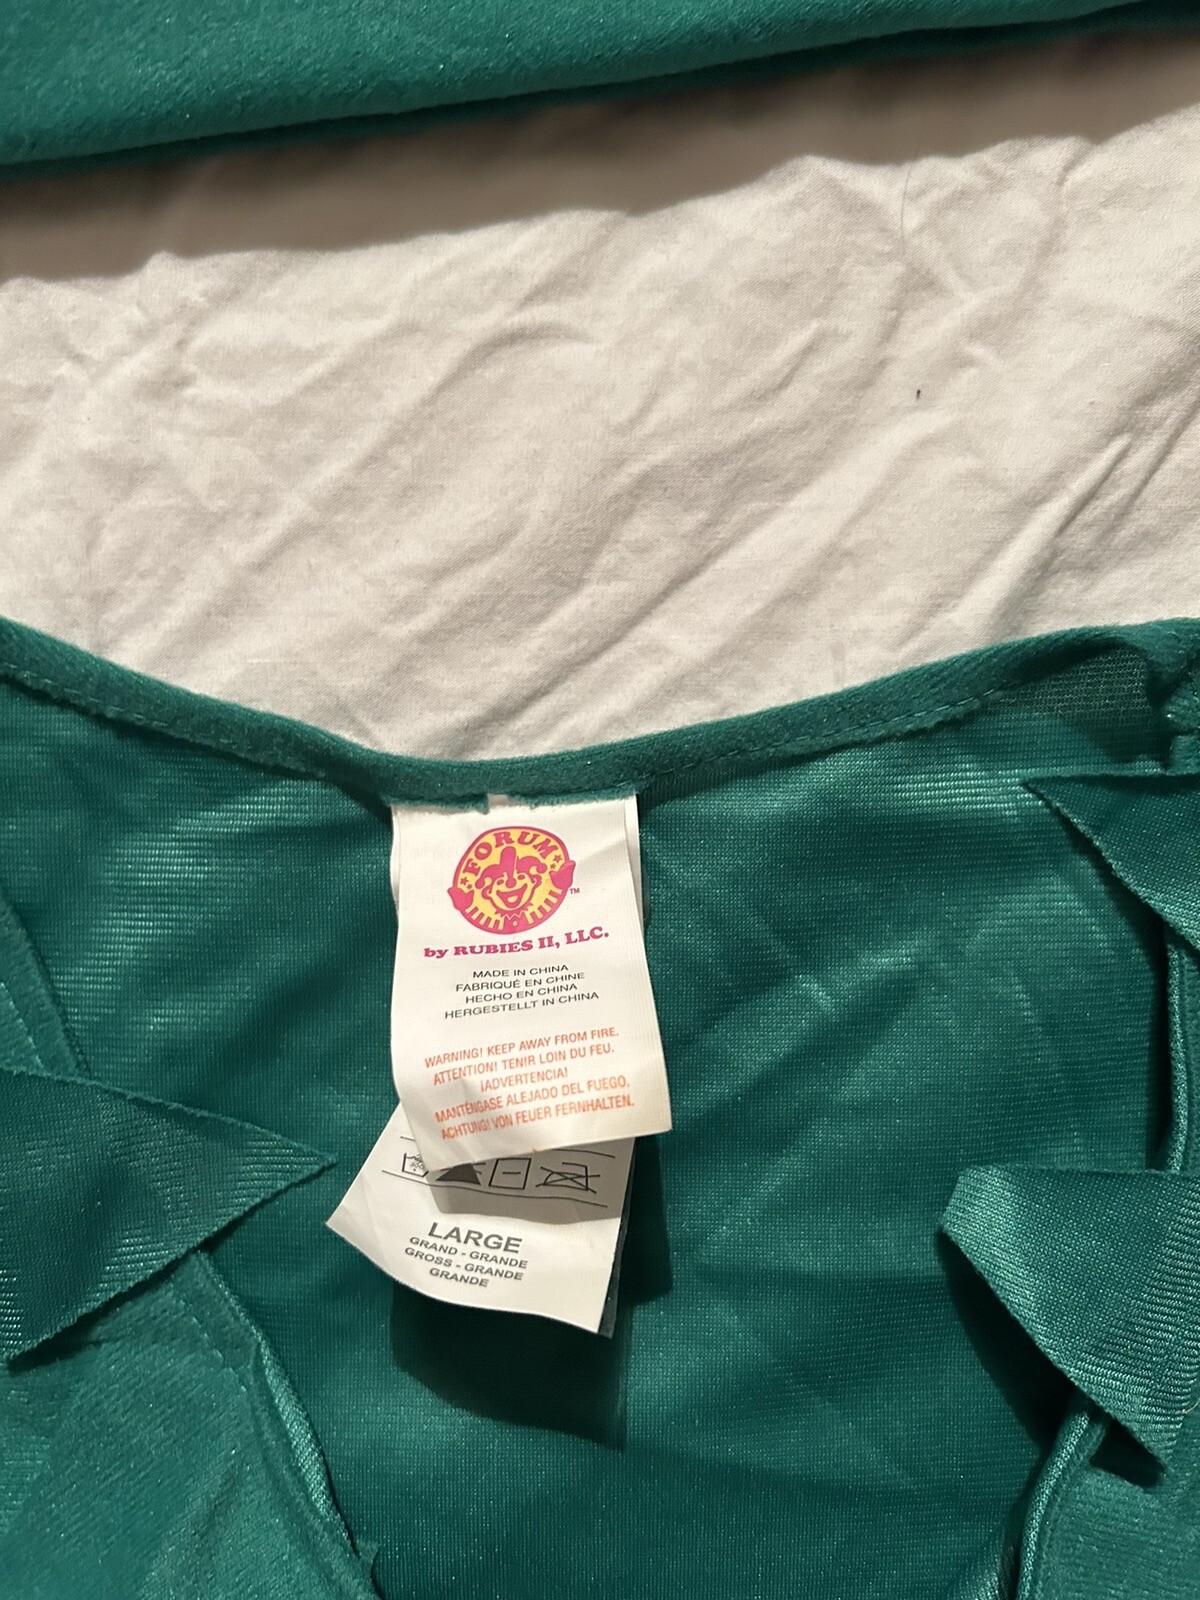 FORUM
TM
by RUBIES II, LLC.
MADE IN CHINA
FABRIQUÉ EN CHINE
HECHO EN CHINA
HERGESTELLT IN CHINA
WARNING! KEEP AWAY FROM FIRE.
ATTENTION! TENIR LOIN DU FEU.
¡ADVERTENCIA!
MANTÉNGASE ALEJADO DEL FUEGO.
ACHTUNG! VON FEUER FERNHALTEN.
LARGE
GRAND - GRANDE
GROSS - GRANDE
GRANDE